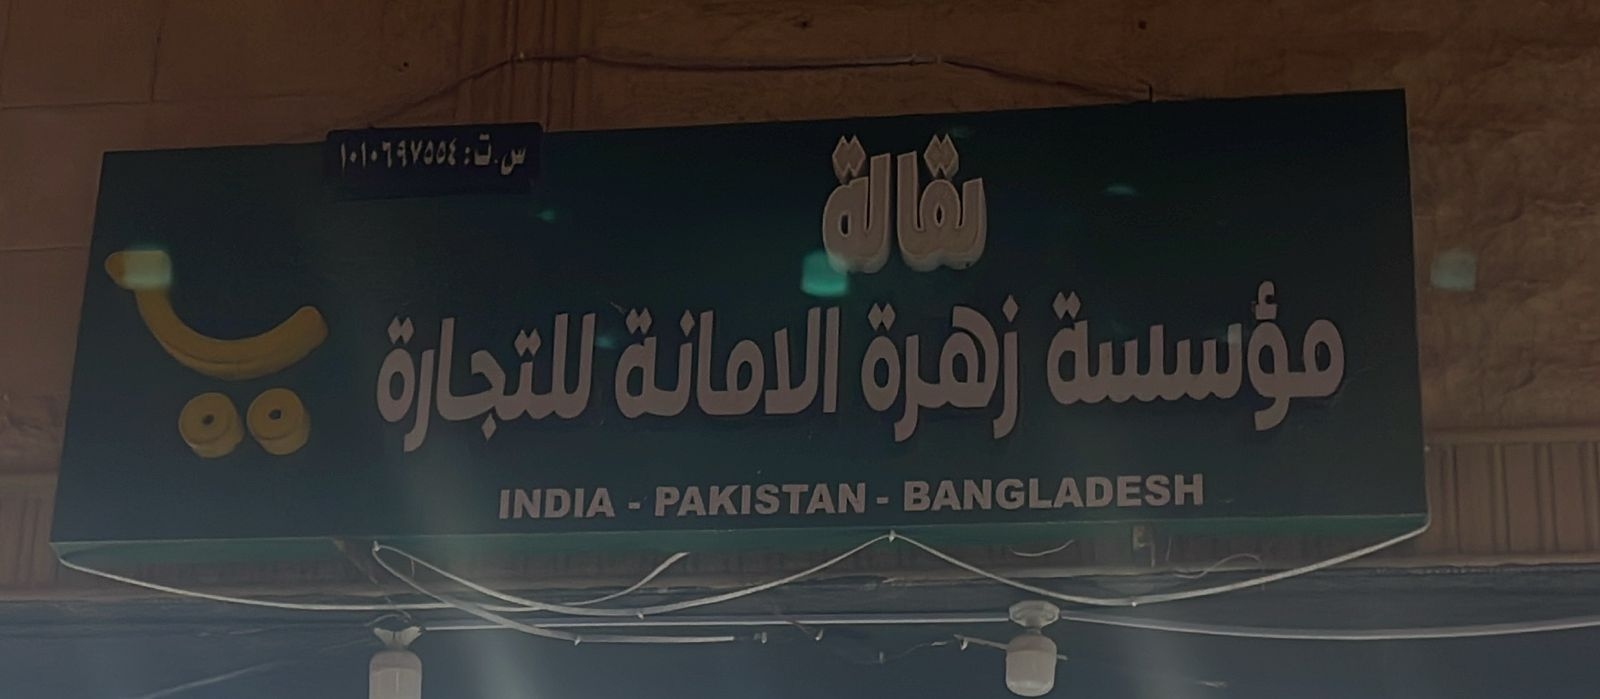 س.ت: ١٠١٠٦٩٧٥٥٤
بقالة
مؤسسة زهرة الامانة للتجارة
INDIA - PAKISTAN - BANGLADESH